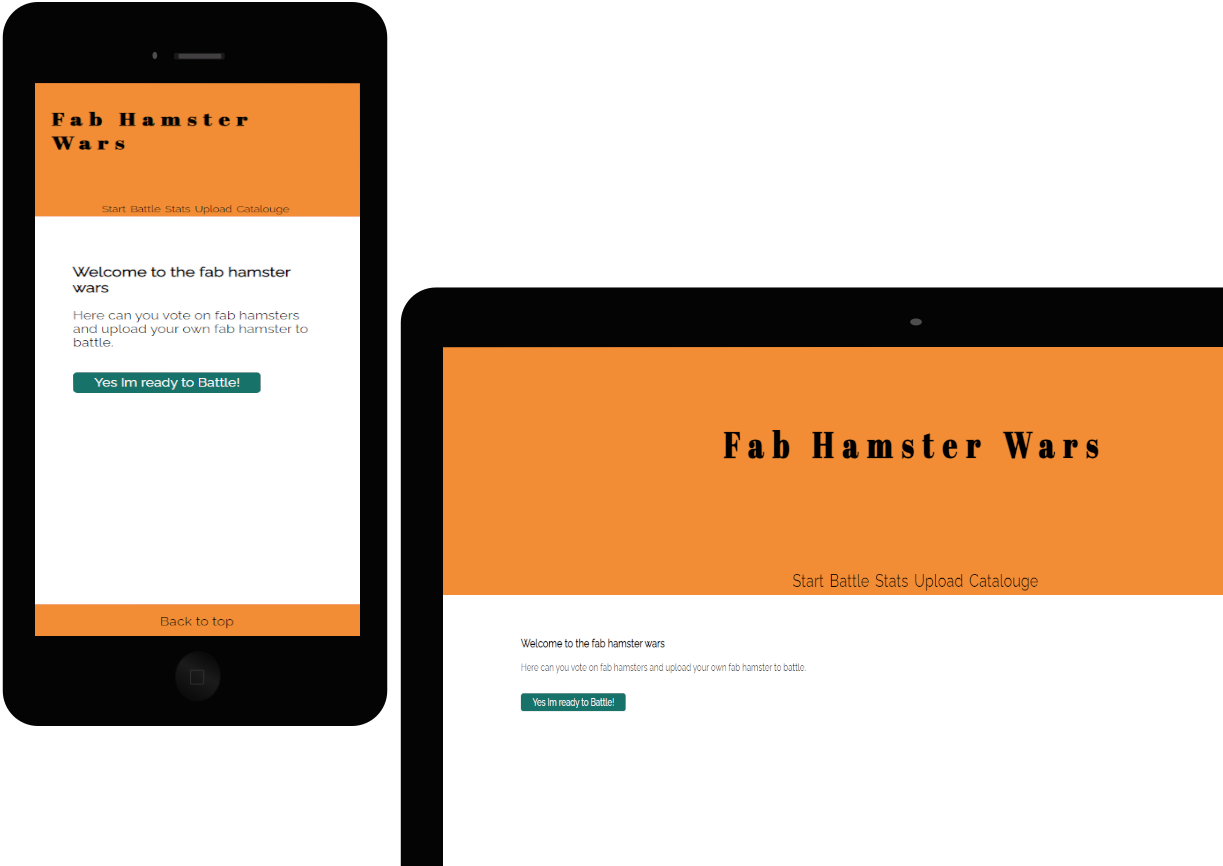 Fab Hamster
Wars
Start Battle Stats Upload Catalouge
Welcome to the fab hamster
wars
Here can you vote on fab hamsters
and upload your own fab hamster to
battle.
Yes Im ready to Battle!
Back to top
Fab Hamster Wars
Start Battle Stats Upload Catalouge
Welcome to the fab hamster wars
Here can you vote on fab hamsters and upload your own fab hamster to battle.
Yes Im ready to Battle!